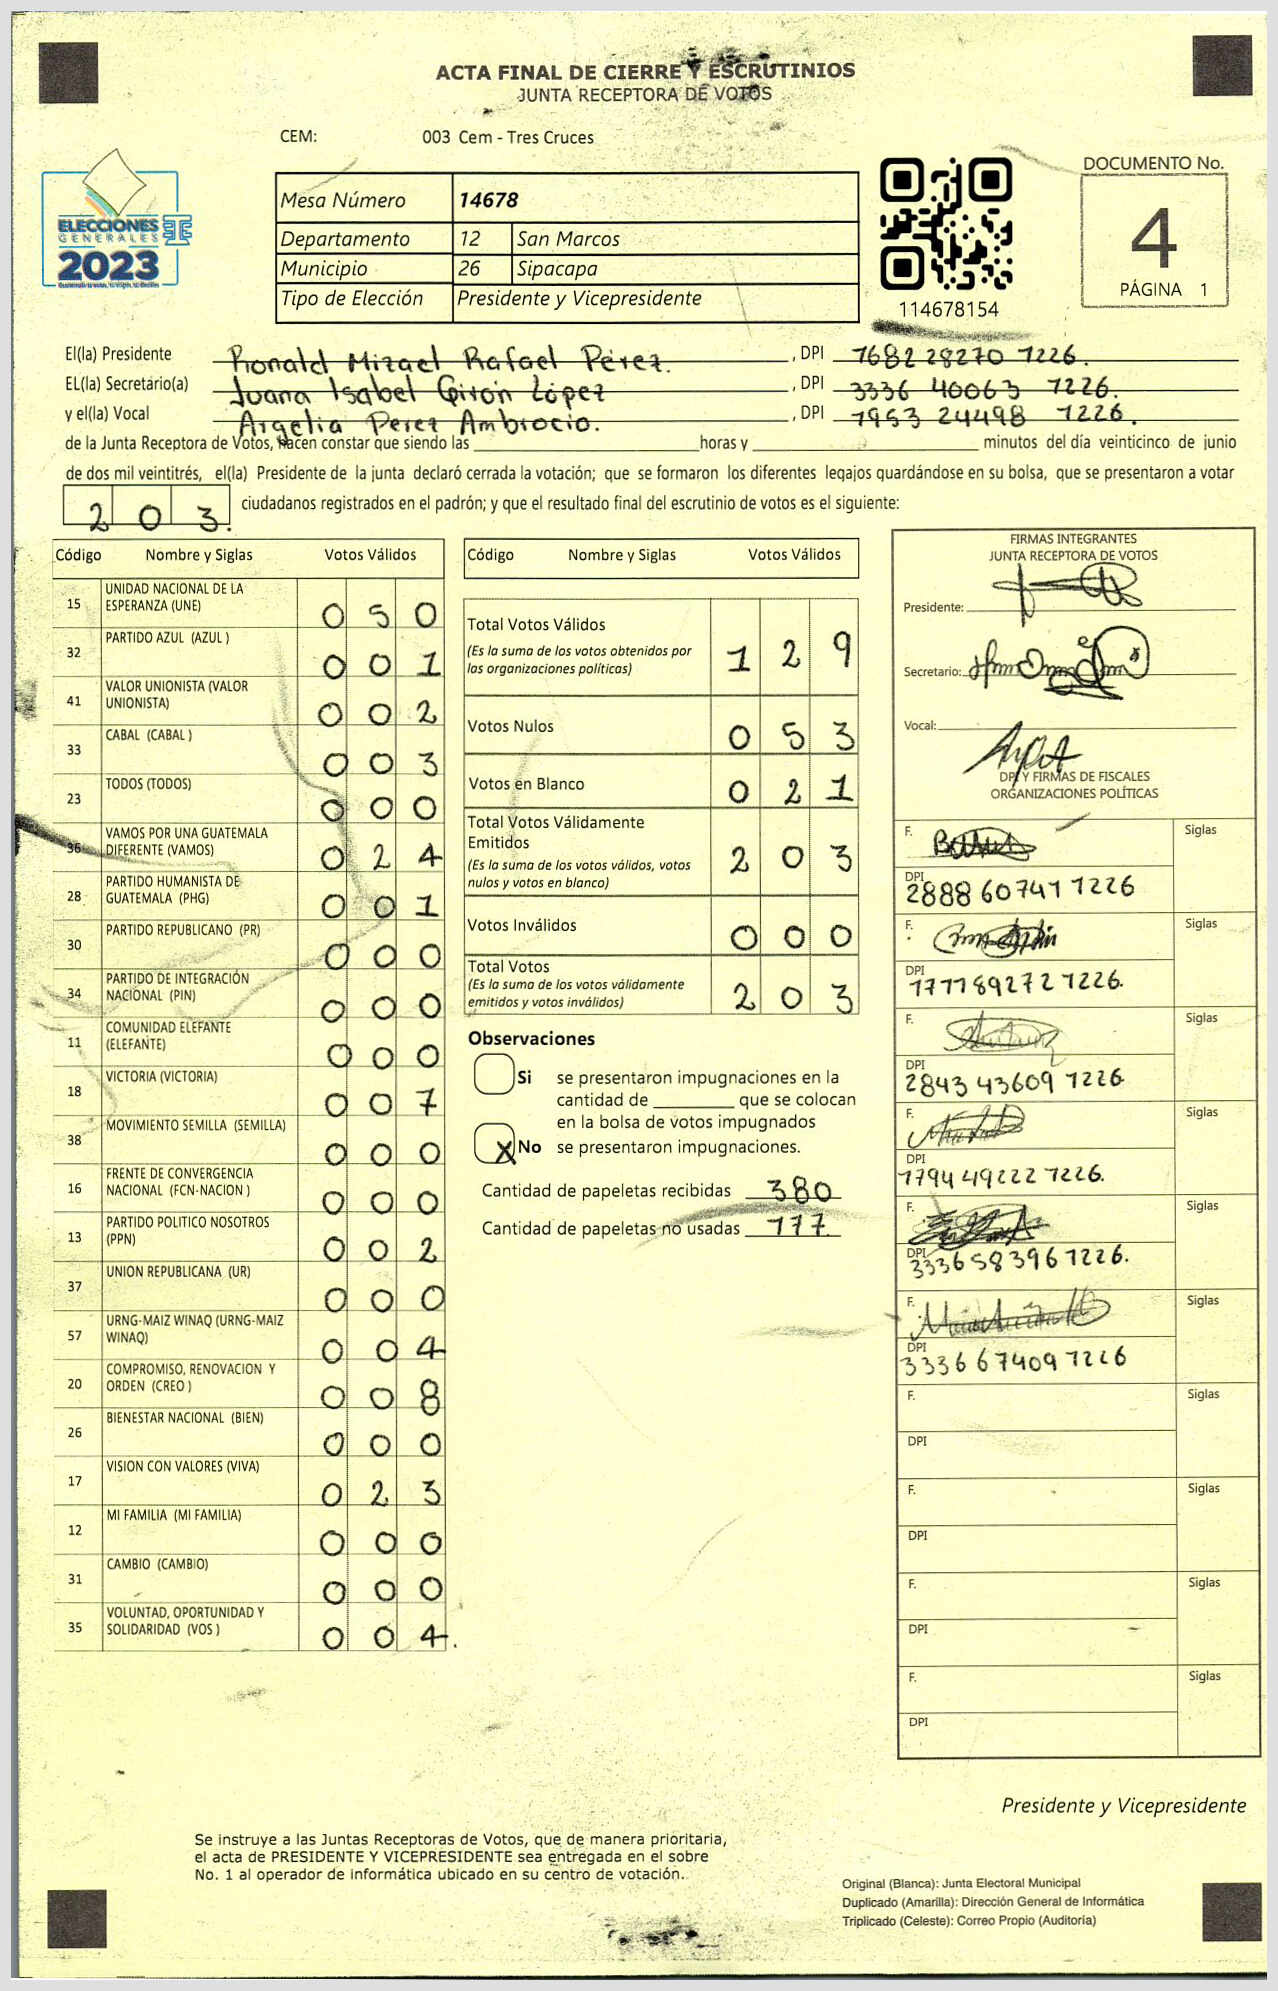 ACTA FINAL DE CIERRE Y ESCRUTINIOS
JUNTA RECEPTORA DE VOTOS
CEM: 003 Cem - Tres Cruces
DOCUMENTO No.
4
PÁGINA 1
ELECCIONES
GENERALES
2023
Mesa Número 14678
Departamento 12 San Marcos
Municipio 26 Sipacapa
Tipo de Elección Presidente y Vicepresidente
114678154
El(la) Presidente Ronald Mizael Rafael Pérez. , DPI 1682 28270 1226.
EL(la) Secretario(a) Juana Isabel Girón López , DPI 3336 40063 1226.
y el(la) Vocal Argelia Perez Ambrocio. , DPI 1953 24498 1226.
de la Junta Receptora de Votos, hacen constar que siendo las horas y minutos del día veinticinco de junio
de dos mil veintitrés, el(la) Presidente de la junta declaró cerrada la votación; que se formaron los diferentes legajos quardándose en su bolsa, que se presentaron a votar
203. ciudadanos registrados en el padrón; y que el resultado final del escrutinio de votos es el siguiente:
Código Nombre y Siglas Votos Válidos
15 UNIDAD NACIONAL DE LA
ESPERANZA (UNE) 0 5 0
32 PARTIDO AZUL (AZUL ) 0 0 1
41 VALOR UNIONISTA (VALOR
UNIONISTA) 0 0 2
33 CABAL (CABAL ) 0 0 3
23 TODOS (TODOS) 0 0 0
36 VAMOS POR UNA GUATEMALA
DIFERENTE (VAMOS) 0 2 4
28 PARTIDO HUMANISTA DE
GUATEMALA (PHG) 0 0 1
30 PARTIDO REPUBLICANO (PR) 0 0 0
34 PARTIDO DE INTEGRACIÓN
NACIONAL (PIN) 0 0 0
11 COMUNIDAD ELEFANTE
(ELEFANTE) 0 0 0
18 VICTORIA (VICTORIA) 0 0 7
38 MOVIMIENTO SEMILLA (SEMILLA) 0 0 0
16 FRENTE DE CONVERGENCIA
NACIONAL (FCN-NACION ) 0 0 0
13 PARTIDO POLITICO NOSOTROS
(PPN) 0 0 2
37 UNION REPUBLICANA (UR) 0 0 0
57 URNG-MAIZ WINAQ (URNG-MAIZ
WINAQ) 0 0 4
20 COMPROMISO, RENOVACION Y
ORDEN (CREO ) 0 0 8
26 BIENESTAR NACIONAL (BIEN) 0 0 0
17 VISION CON VALORES (VIVA) 0 2 3
12 MI FAMILIA (MI FAMILIA) 0 0 0
31 CAMBIO (CAMBIO) 0 0 0
35 VOLUNTAD, OPORTUNIDAD Y
SOLIDARIDAD (VOS ) 0 0 4.
Código Nombre y Siglas Votos Válidos
Total Votos Válidos
(Es la suma de los votos obtenidos por
las organizaciones políticas) 1 2 9
Votos Nulos 0 5 3
Votos en Blanco 0 2 1
Total Votos Válidamente
Emitidos
(Es la suma de los votos válidos, votos
nulos y votos en blanco) 2 0 3
Votos Inválidos 0 0 0
Total Votos
(Es la suma de los votos válidamente
emitidos y votos inválidos) 2 0 3
Observaciones
Si se presentaron impugnaciones en la
cantidad de que se colocan
en la bolsa de votos impugnados
X No se presentaron impugnaciones.
Cantidad de papeletas recibidas 380
Cantidad de papeletas no usadas 177.
FIRMAS INTEGRANTES
JUNTA RECEPTORA DE VOTOS
Presidente:
Secretario:
Vocal:
DPI Y FIRMAS DE FISCALES
ORGANIZACIONES POLÍTICAS
F. Siglas
DPI 2888 60741 1226
F. Siglas
DPI 1771 89272 1226.
F. Siglas
DPI 2843 43609 1226
F. Siglas
DPI 1794 49222 1226.
F. Siglas
DPI 3336 58396 1226.
F. Siglas
DPI 3336 67409 1226
F. Siglas
DPI
F. Siglas
DPI
F. Siglas
DPI
F. Siglas
DPI
Presidente y Vicepresidente
Se instruye a las Juntas Receptoras de Votos, que de manera prioritaria,
el acta de PRESIDENTE Y VICEPRESIDENTE sea entregada en el sobre
No. 1 al operador de informática ubicado en su centro de votación.
Original (Blanca): Junta Electoral Municipal
Duplicado (Amarilla): Dirección General de Informática
Triplicado (Celeste): Correo Propio (Auditoría)